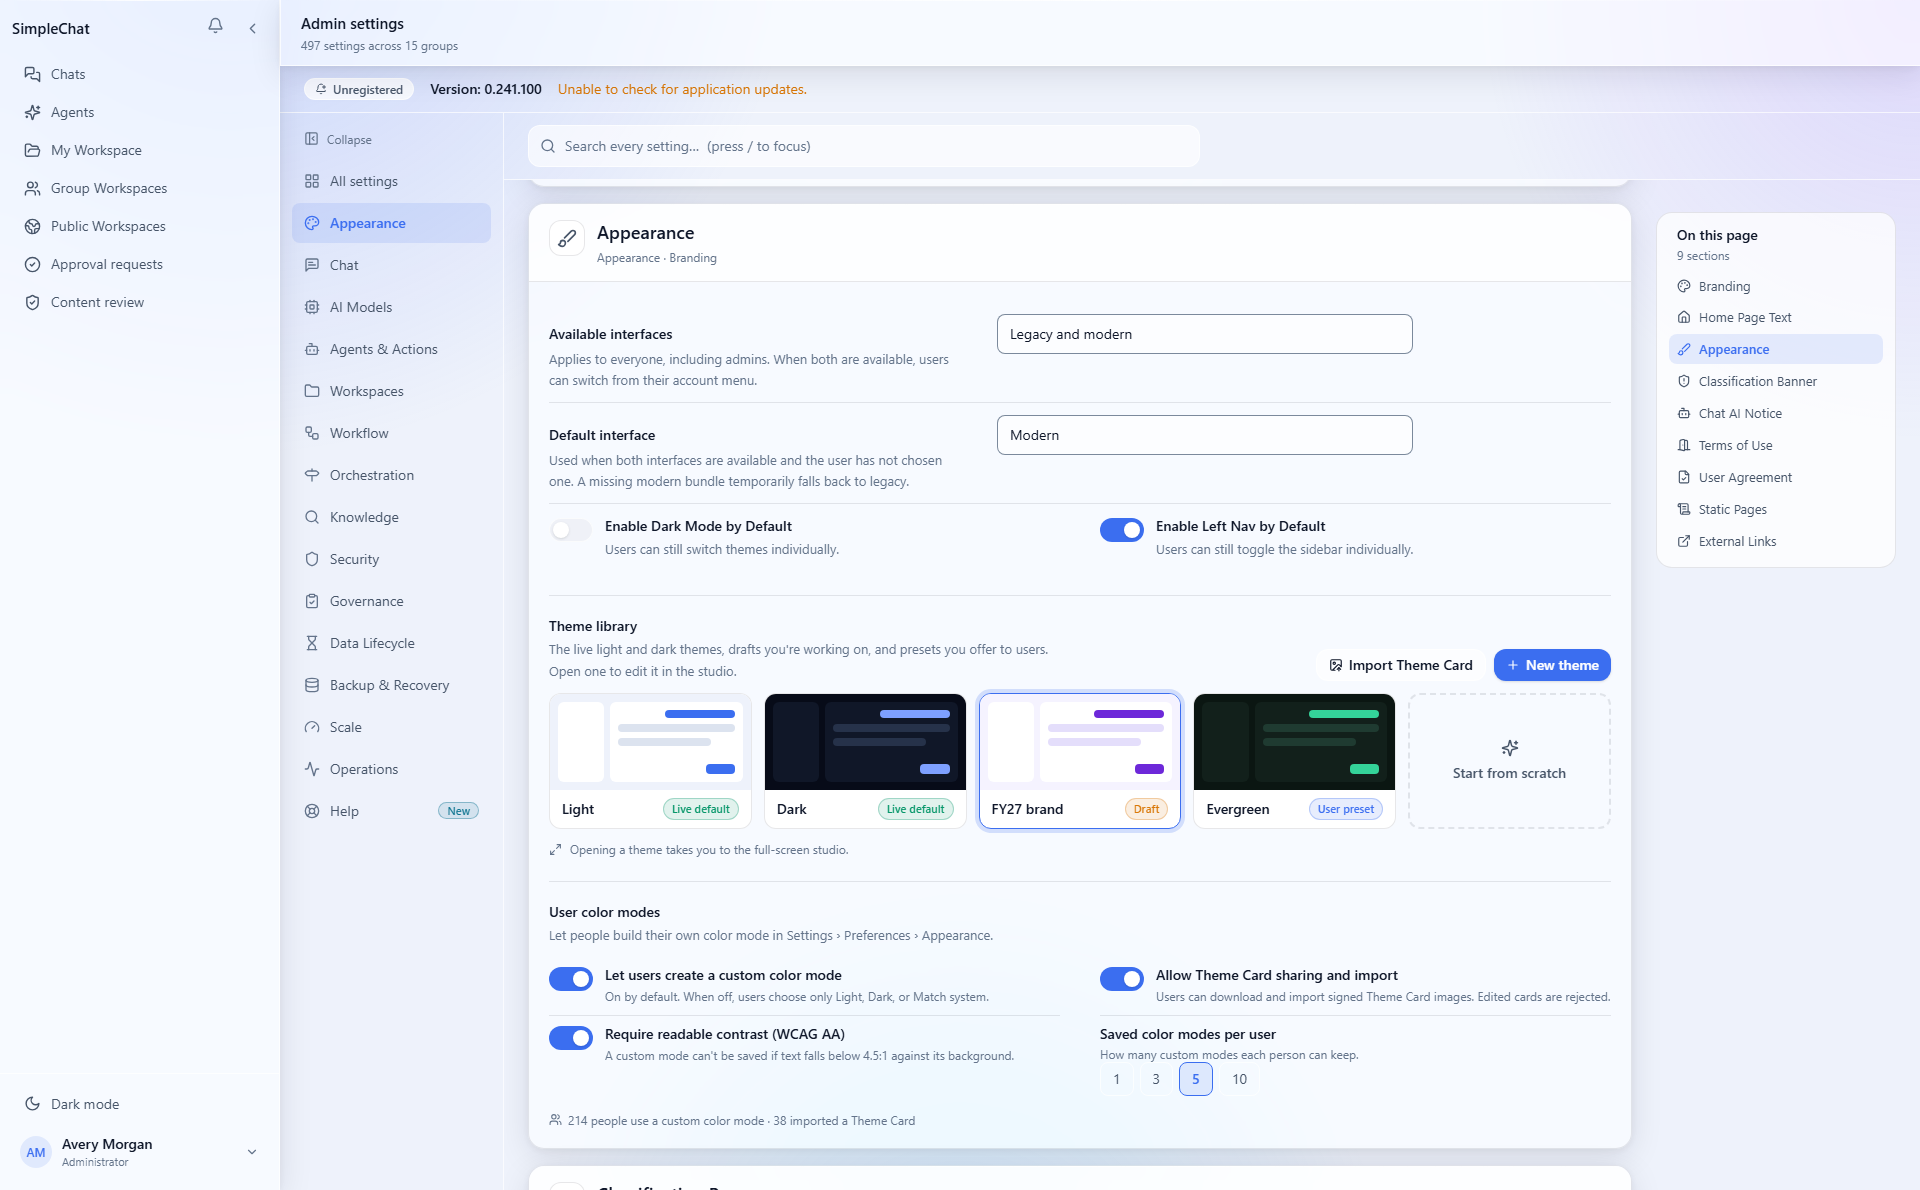 SimpleChat
Chats
Agents
My Workspace
Group Workspaces
Public Workspaces
Approval requests
Content review
Dark mode
AM
Avery Morgan
Administrator
Admin settings
497 settings across 15 groups
Unregistered
Version: 0.241.100
Unable to check for application updates.
Collapse
All settings
Appearance
Chat
AI Models
Agents & Actions
Workspaces
Workflow
Orchestration
Knowledge
Security
Governance
Data Lifecycle
Backup & Recovery
Scale
Operations
Help
New
Search every setting... (press / to focus)
Appearance
Appearance · Branding
Available interfaces
Applies to everyone, including admins. When both are available, users
can switch from their account menu.
Legacy and modern
Default interface
Used when both interfaces are available and the user has not chosen
one. A missing modern bundle temporarily falls back to legacy.
Modern
Enable Dark Mode by Default
Users can still switch themes individually.
Enable Left Nav by Default
Users can still toggle the sidebar individually.
Theme library
The live light and dark themes, drafts you're working on, and presets you offer to users.
Open one to edit it in the studio.
Import Theme Card
New theme
Light
Live default
Dark
Live default
FY27 brand
Draft
Evergreen
User preset
Start from scratch
Opening a theme takes you to the full-screen studio.
User color modes
Let people build their own color mode in Settings › Preferences › Appearance.
Let users create a custom color mode
On by default. When off, users choose only Light, Dark, or Match system.
Allow Theme Card sharing and import
Users can download and import signed Theme Card images. Edited cards are rejected.
Require readable contrast (WCAG AA)
A custom mode can't be saved if text falls below 4.5:1 against its background.
Saved color modes per user
How many custom modes each person can keep.
1
3
5
10
214 people use a custom color mode · 38 imported a Theme Card
On this page
9 sections
Branding
Home Page Text
Appearance
Classification Banner
Chat AI Notice
Terms of Use
User Agreement
Static Pages
External Links